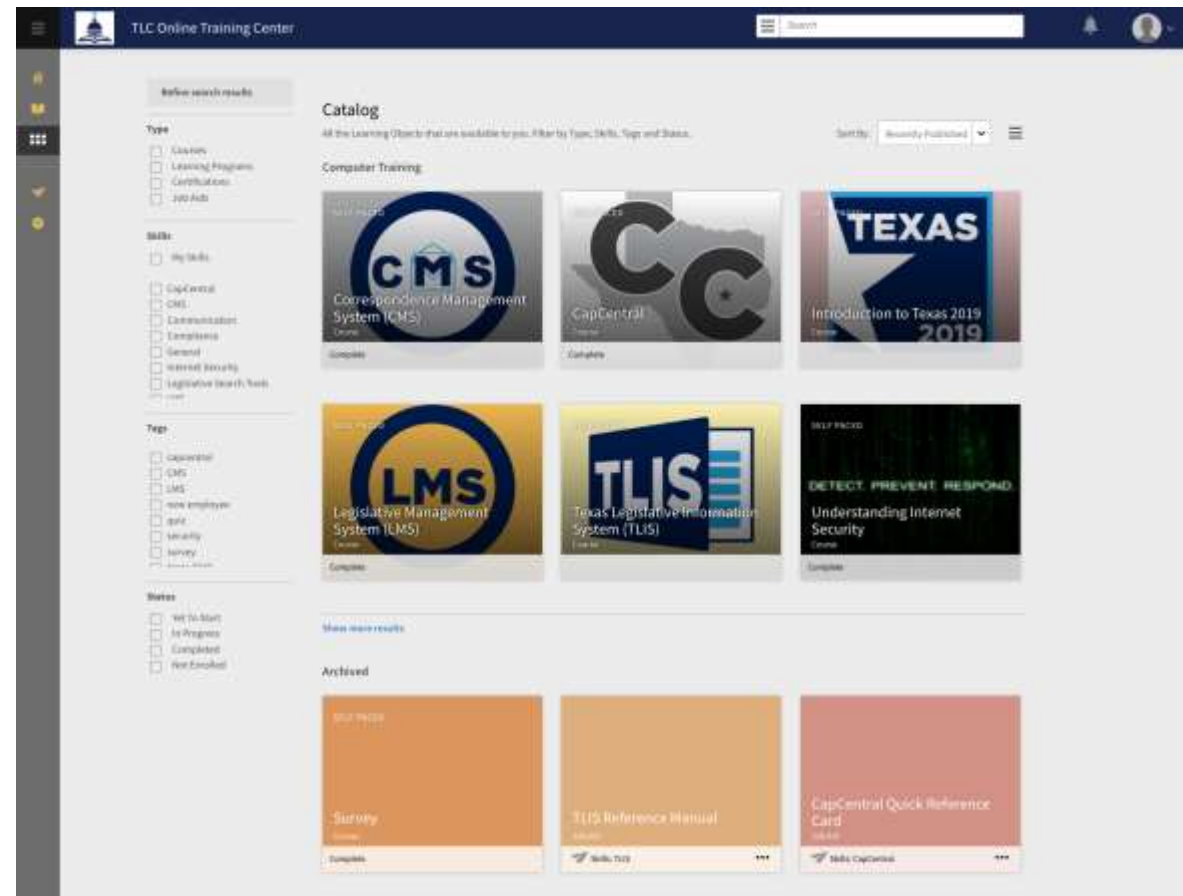 TLC Online Training Center
Search
Refine search results
Type
Courses
Learning Programs
Certifications
Job Aids
Skills
My Skills
CapCentral
CMS
Communication
Compliance
General
Internet Security
Legislative Search Tools
Tags
capcentral
CMS
LMS
new employee
quiz
security
survey
Status
Yet To Start
In Progress
Completed
Not Enrolled
Catalog
All the Learning Objects that are available to you. Filter by Type, Skills, Tags and Status.
Sort By: Recently Published
Computer Training
SELF PACED
CMS
Correspondence Management
System (CMS)
Course
Complete
SELF PACED
CC
CapCentral
Course
Complete
SELF PACED
TEXAS
Introduction to Texas 2019
Course
2019
SELF PACED
LMS
Legislative Management
System (LMS)
Course
Complete
SELF PACED
TLIS
Texas Legislative Information
System (TLIS)
Course
Complete
SELF PACED
DETECT. PREVENT. RESPOND.
Understanding Internet
Security
Course
Complete
Show more results
Archived
SELF PACED
Survey
Course
Complete
TLIS Reference Manual
Job Aid
Skills: TLIS
CapCentral Quick Reference
Card
Job Aid
Skills: CapCentral